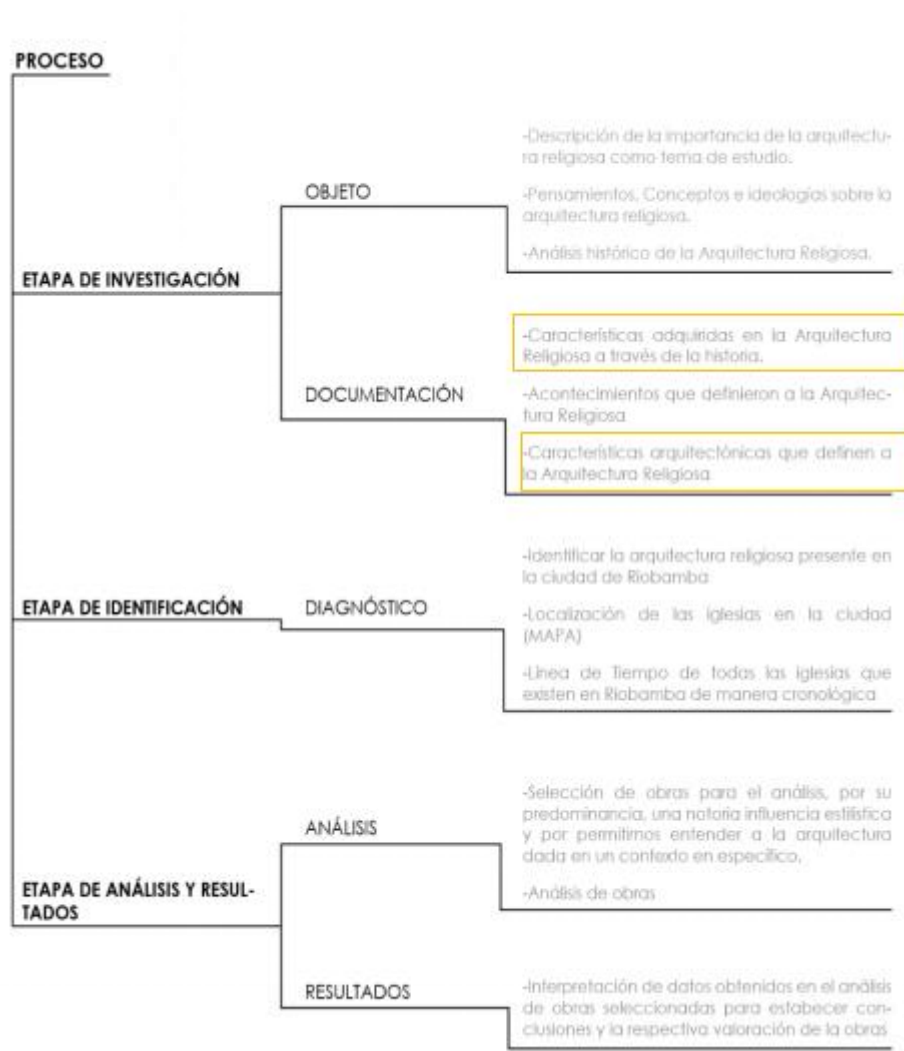 PROCESO
-Descripción de la importancia de la arquitectu-
ra religiosa como tema de estudio.
OBJETO
-Pensamientos, Conceptos e ideologías sobre la
arquitectura religiosa.
-Análisis histórico de la Arquitectura Religiosa.
ETAPA DE INVESTIGACIÓN
-Características adquiridas en la Arquitectura
Religiosa a través de la historia.
DOCUMENTACIÓN
-Acontecimientos que definieron a la Arquitec-
tura Religiosa
-Características arquitectónicas que definen a
la Arquitectura Religiosa
-Identificar la arquitectura religiosa presente en
la ciudad de Riobamba
ETAPA DE IDENTIFICACIÓN
DIAGNÓSTICO
-Localización de las iglesias en la ciudad
(MAPA)
-Línea de Tiempo de todas las iglesias que
existen en Riobamba de manera cronológica
-Selección de obras para el análisis, por su
predominancia, una notoria influencia estilística
y por permitirnos entender a la arquitectura
dada en un contexto en específico.
ANÁLISIS
-Análisis de obras
ETAPA DE ANÁLISIS Y RESUL-
TADOS
RESULTADOS
-Interpretación de datos obtenidos en el análisis
de obras seleccionadas para estabecer con-
clusiones y la respectiva valoración de la obras